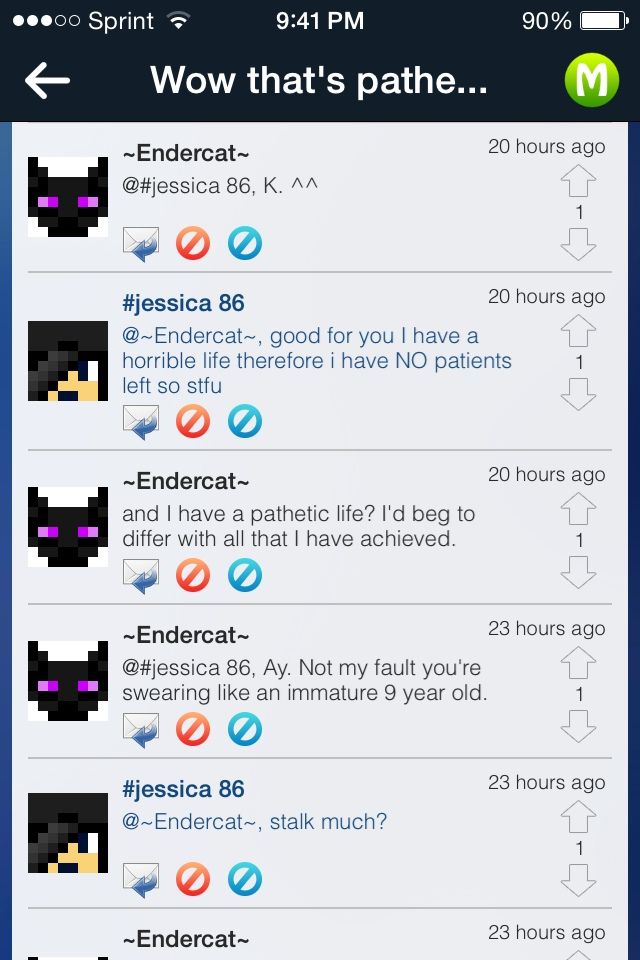 Sprint 9:41 PM 90%
Wow that's pathe... M
~Endercat~ 20 hours ago
@#jessica 86, K. ^^
1
#jessica 86 20 hours ago
@~Endercat~, good for you I have a
horrible life therefore i have NO patients
left so stfu
1
~Endercat~ 20 hours ago
and I have a pathetic life? I'd beg to
differ with all that I have achieved.
1
~Endercat~ 23 hours ago
@#jessica 86, Ay. Not my fault you're
swearing like an immature 9 year old.
1
#jessica 86 23 hours ago
@~Endercat~, stalk much?
1
~Endercat~ 23 hours ago